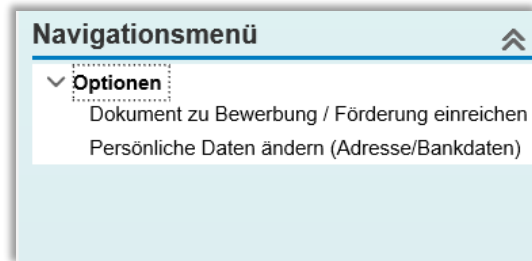 Navigationsmenü
Optionen
Dokument zu Bewerbung / Förderung einreichen
Persönliche Daten ändern (Adresse/Bankdaten)